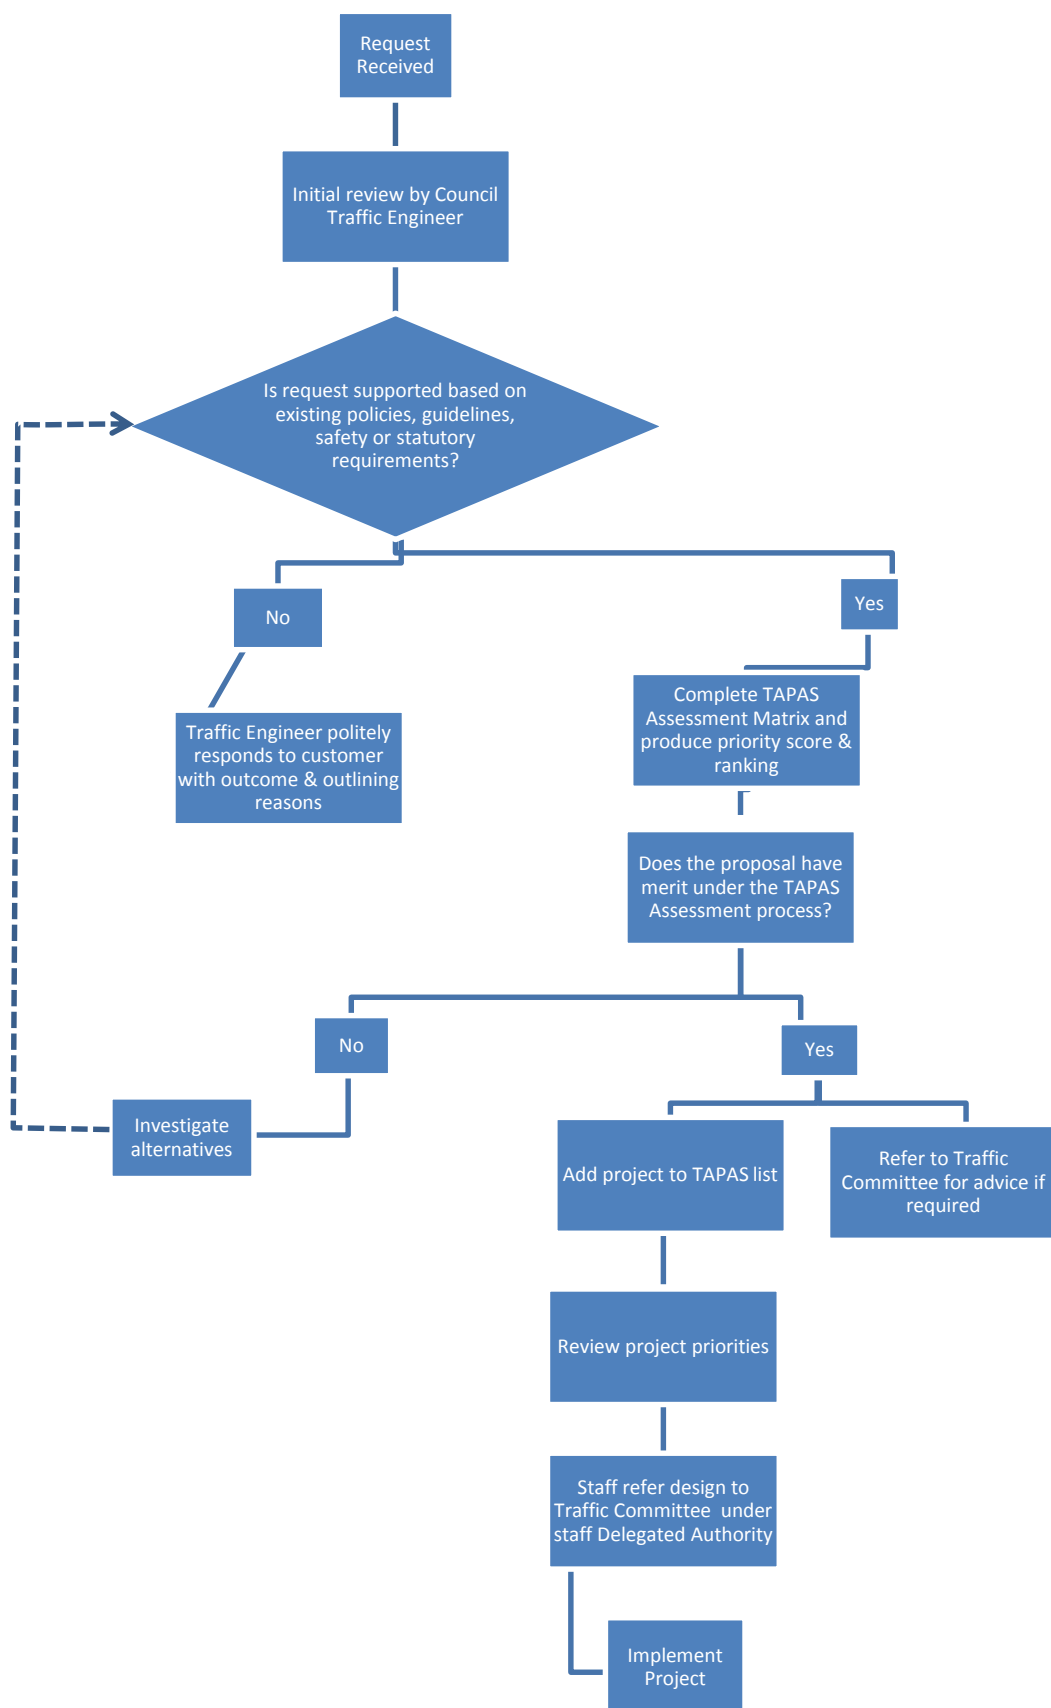 Request
Received
Initial review by Council
Traffic Engineer
Is request supported based on
existing policies, guidelines,
safety or statutory
requirements?
No
Yes
Traffic Engineer politely
responds to customer
with outcome & outlining
reasons
Complete TAPAS
Assessment Matrix and
produce priority score &
ranking
Does the proposal have
merit under the TAPAS
Assessment process?
No
Yes
Investigate
alternatives
Add project to TAPAS list
Refer to Traffic
Committee for advice if
required
Review project priorities
Staff refer design to
Traffic Committee under
staff Delegated Authority
Implement
Project